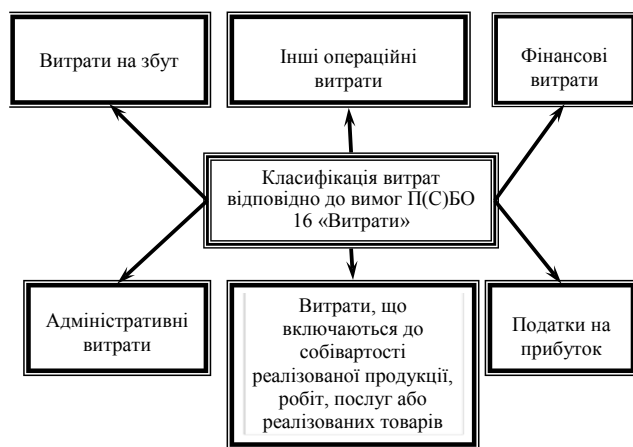 Витрати на збут
Інші операційні
витрати
Фінансові
витрати
Класифікація витрат
відповідно до вимог П(С)БО
16 «Витрати»
Адміністративні
витрати
Витрати, що
включаються до
собівартості
реалізованої продукції,
робіт, послуг або
реалізованих товарів
Податки на
прибуток